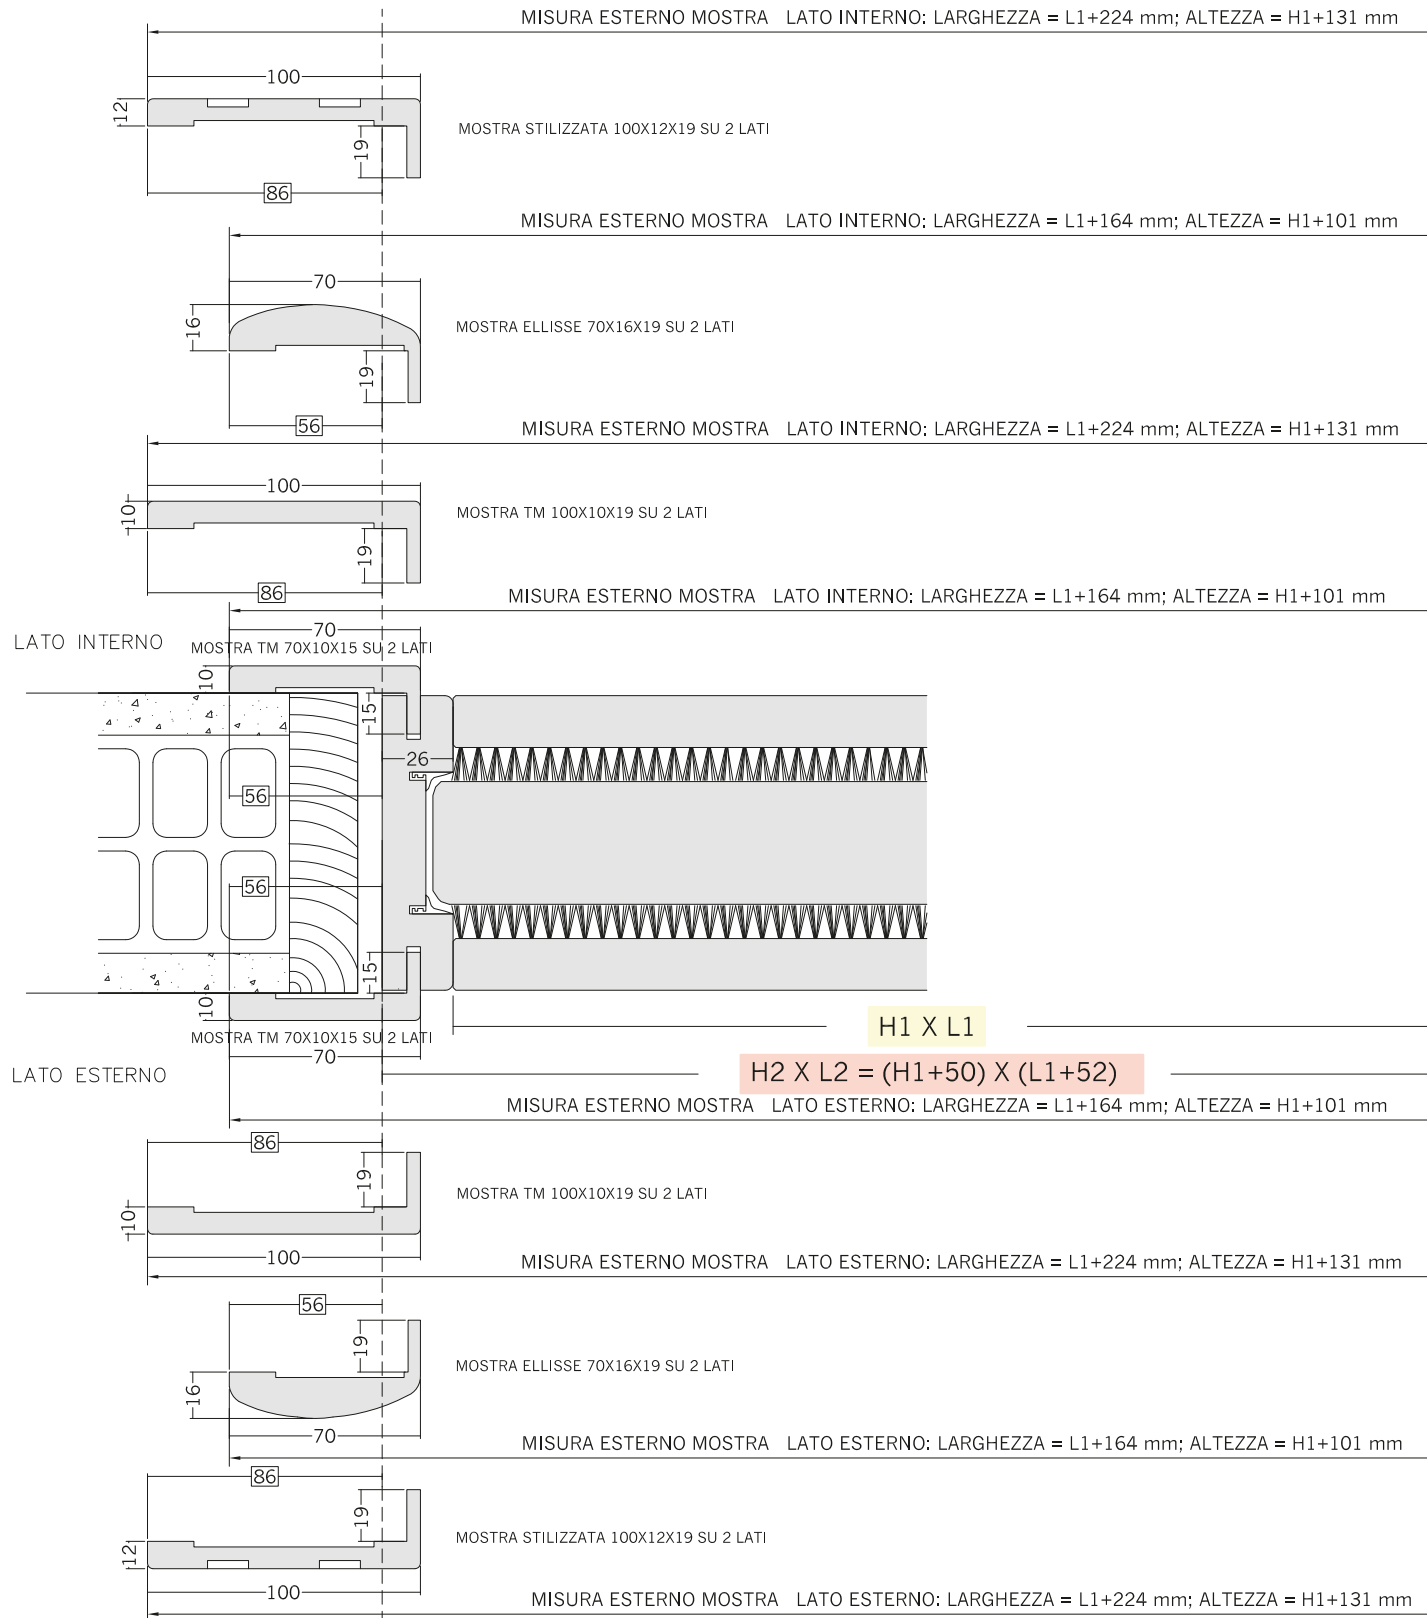 MISURA ESTERNO MOSTRA LATO INTERNO: LARGHEZZA = L1+224 mm; ALTEZZA = H1+131 mm
100
12
MOSTRA STILIZZATA 100X12X19 SU 2 LATI
19
86
MISURA ESTERNO MOSTRA LATO INTERNO: LARGHEZZA = L1+164 mm; ALTEZZA = H1+101 mm
70
16
MOSTRA ELLISSE 70X16X19 SU 2 LATI
19
56
MISURA ESTERNO MOSTRA LATO INTERNO: LARGHEZZA = L1+224 mm; ALTEZZA = H1+131 mm
100
10
MOSTRA TM 100X10X19 SU 2 LATI
19
86
MISURA ESTERNO MOSTRA LATO INTERNO: LARGHEZZA = L1+164 mm; ALTEZZA = H1+101 mm
70
LATO INTERNO
MOSTRA TM 70X10X15 SU 2 LATI
10
15
26
56
56
15
10
H1 X L1
MOSTRA TM 70X10X15 SU 2 LATI
70
LATO ESTERNO
H2 X L2 = (H1+50) X (L1+52)
MISURA ESTERNO MOSTRA LATO ESTERNO: LARGHEZZA = L1+164 mm; ALTEZZA = H1+101 mm
86
19
MOSTRA TM 100X10X19 SU 2 LATI
10
100
MISURA ESTERNO MOSTRA LATO ESTERNO: LARGHEZZA = L1+224 mm; ALTEZZA = H1+131 mm
56
19
MOSTRA ELLISSE 70X16X19 SU 2 LATI
16
70
MISURA ESTERNO MOSTRA LATO ESTERNO: LARGHEZZA = L1+164 mm; ALTEZZA = H1+101 mm
86
19
MOSTRA STILIZZATA 100X12X19 SU 2 LATI
12
100
MISURA ESTERNO MOSTRA LATO ESTERNO: LARGHEZZA = L1+224 mm; ALTEZZA = H1+131 mm